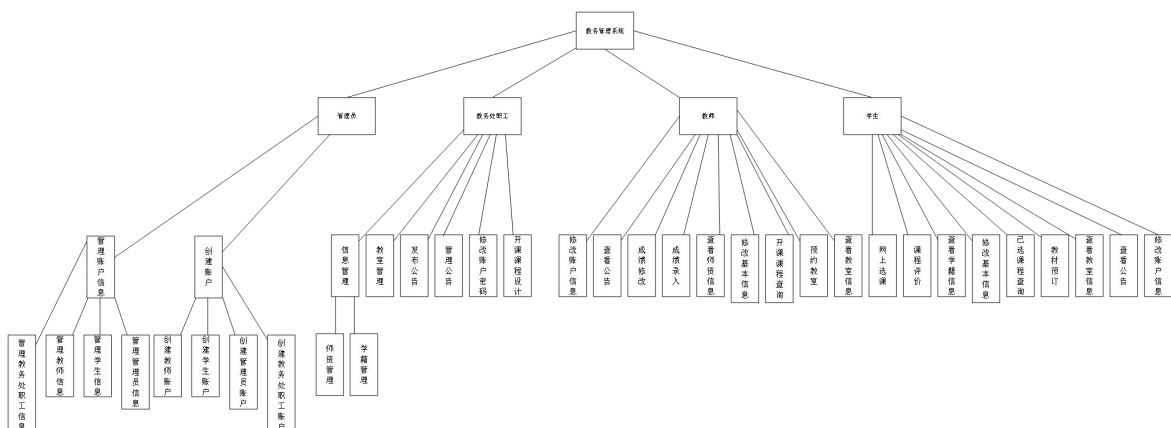 教务管理系统
管理员
教务处职工
教师
学生
管理账户信息
创建账户
信息管理
教室管理
发布公告
管理公告
修改账户密码
开课课程设计
修改账户信息
查看公告
成绩修改
成绩录入
查看师资信息
修改基本信息
开课课程查询
预约教室
查看教室信息
网上选课
课程评价
查看学籍信息
修改基本信息
已选课程查询
教材预订
查看教室信息
查看公告
修改账户信息
管理教务处职工信息
管理教师信息
管理学生信息
管理管理员信息
创建教师账户
创建学生账户
创建管理员账户
创建教务处职工账户
师资管理
学籍管理